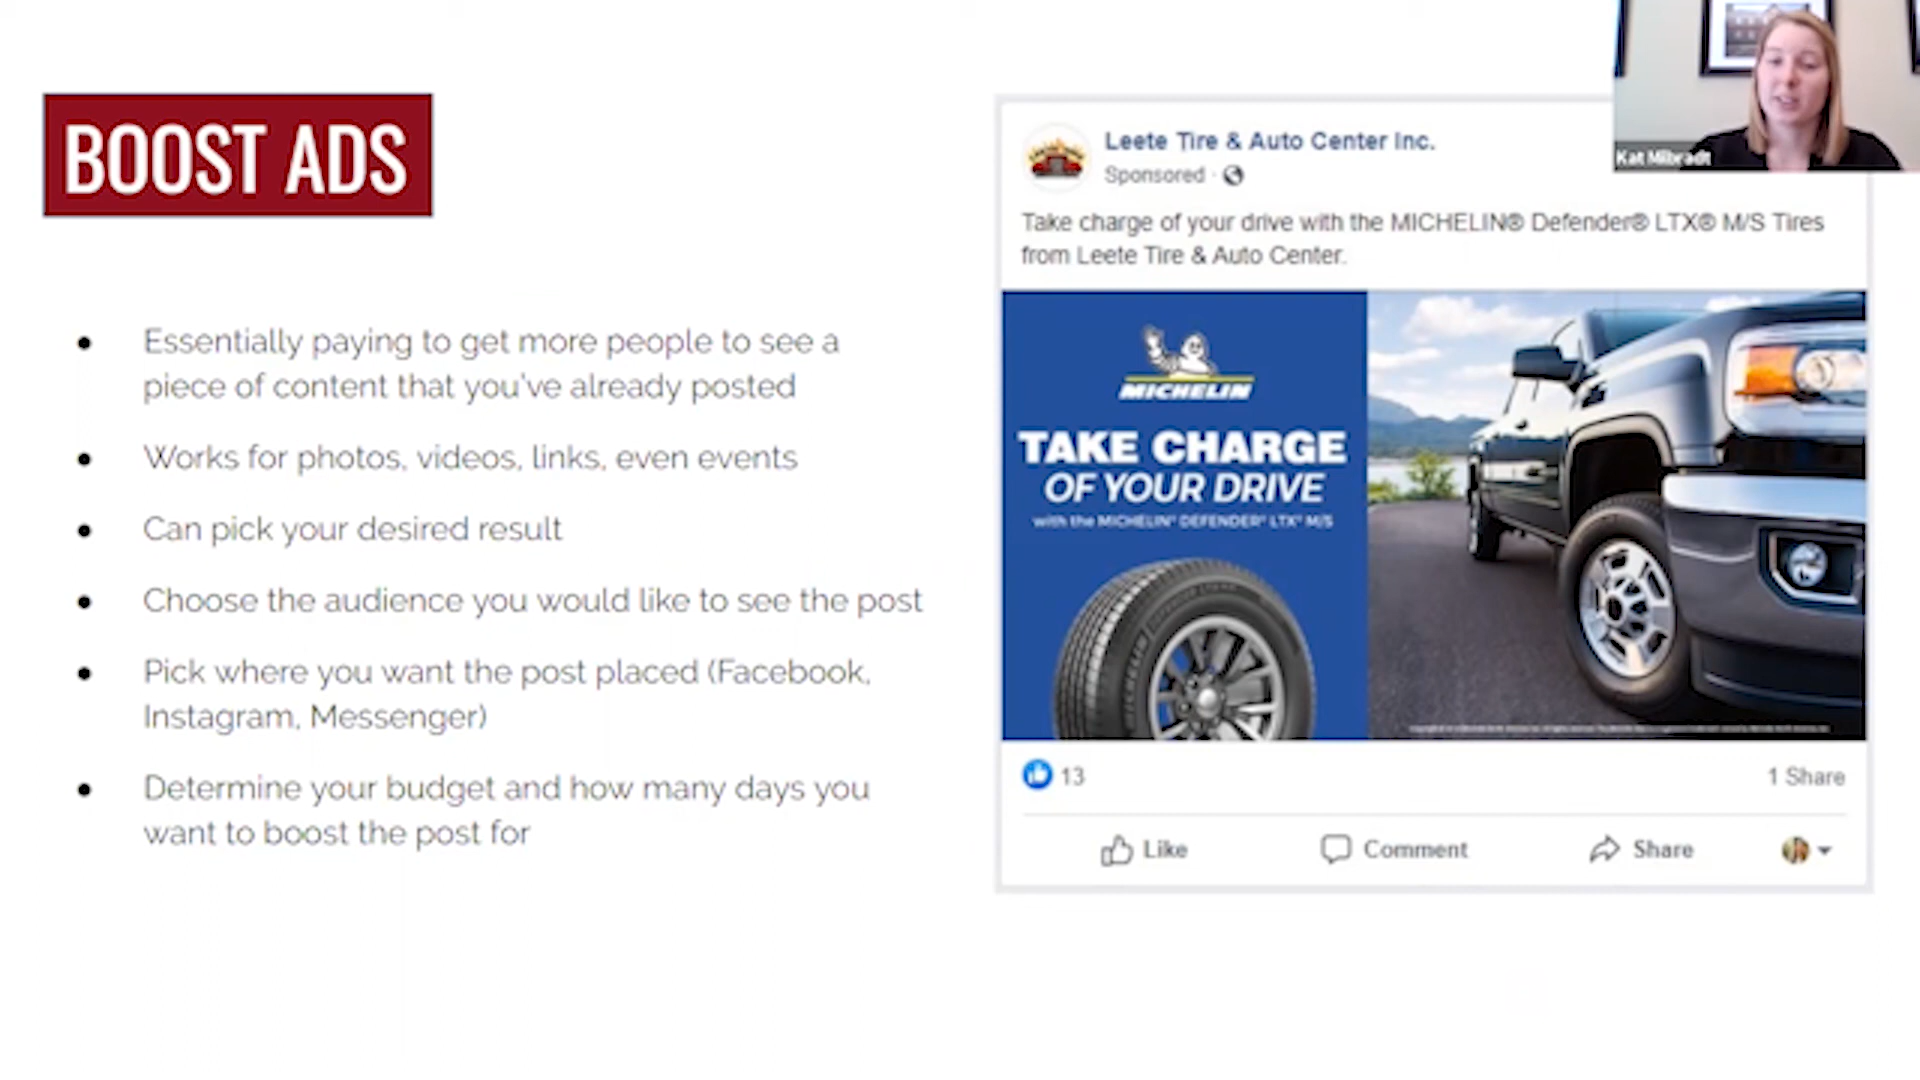 BOOST ADS
Essentially paying to get more people to see a
piece of content that you've already posted
Works for photos, videos, links, even events
Can pick your desired result
Choose the audience you would like to see the post
Pick where you want the post placed (Facebook,
Instagram, Messenger)
Determine your budget and how many days you
want to boost the post for
Leete Tire & Auto Center Inc.
Sponsored ·
Take charge of your drive with the MICHELIN® Defender® LTX® M/S Tires
from Leete Tire & Auto Center.
MICHELIN
TAKE CHARGE
OF YOUR DRIVE
with the MICHELIN® DEFENDER® LTX® M/S
13
1 Share
Like
Comment
Share
Kat Milbradt